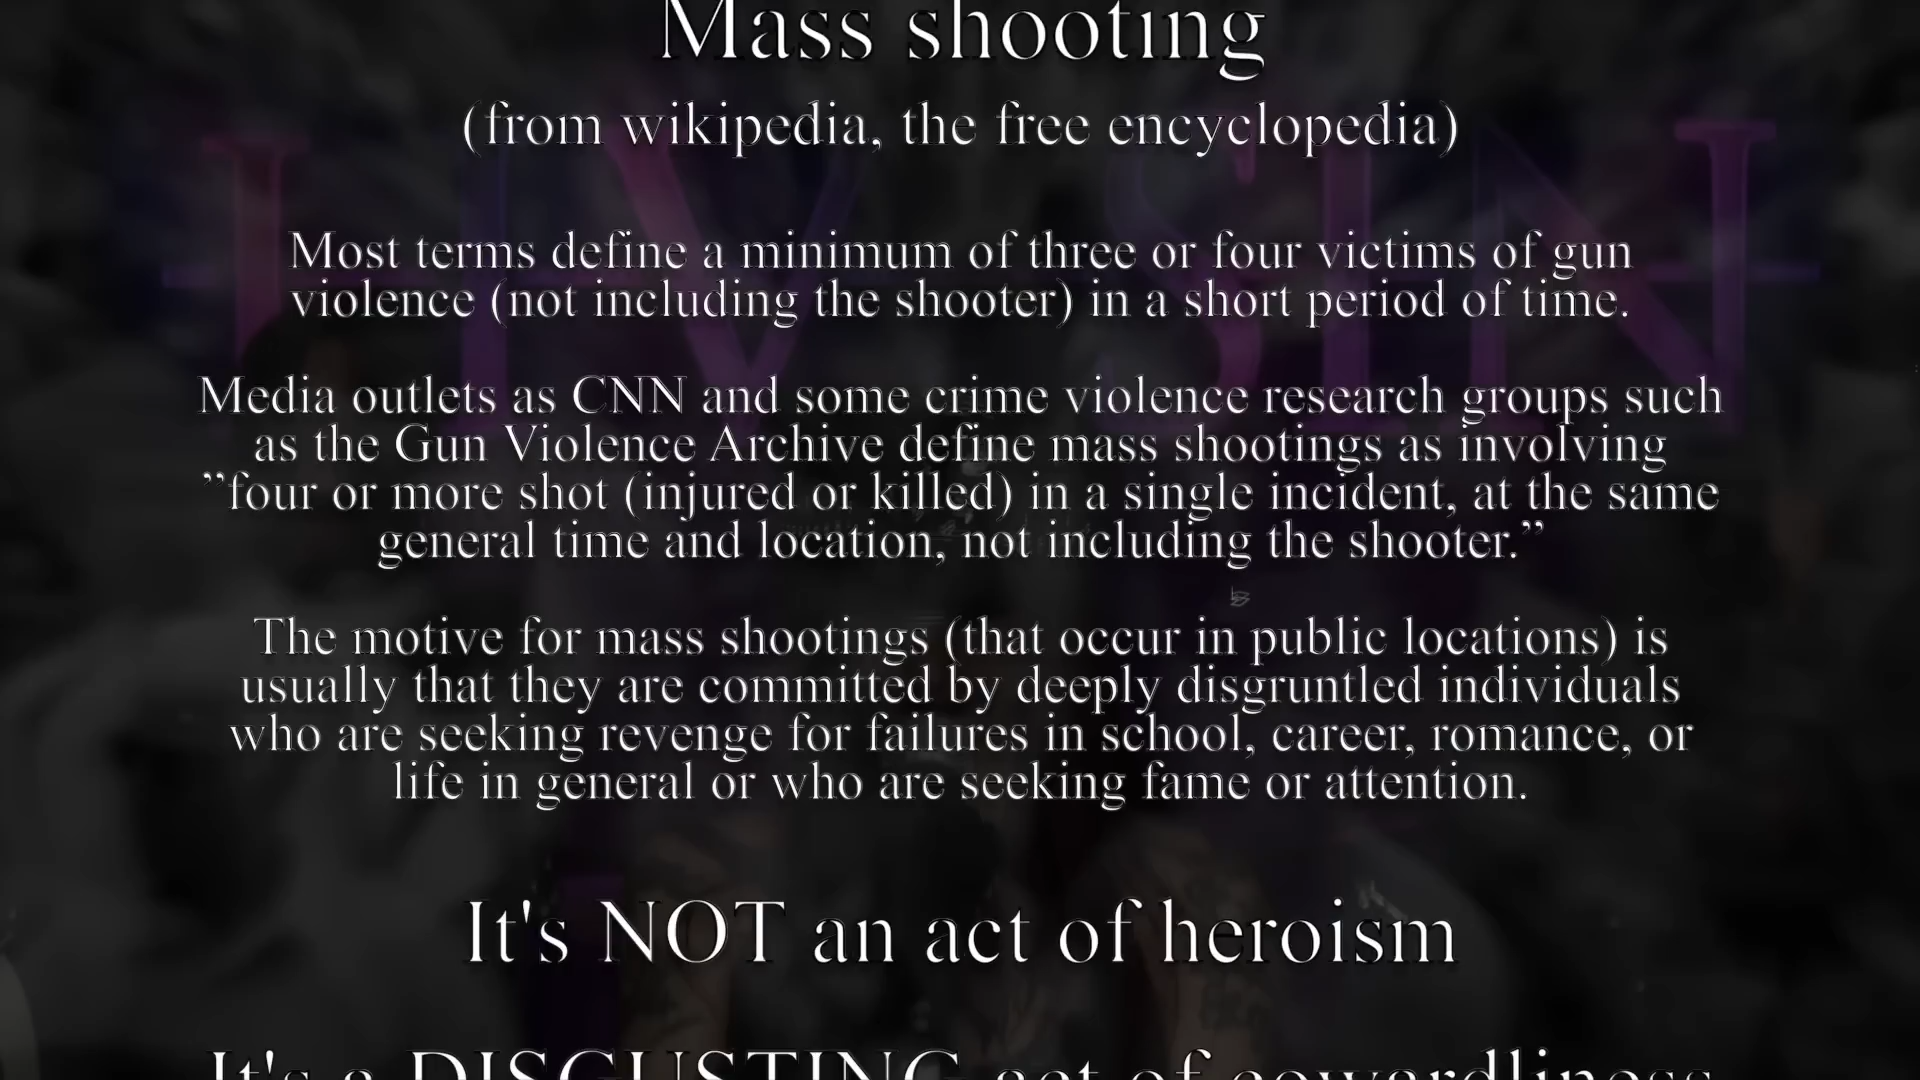 Mass shooting
(from wikipedia, the free encyclopedia)
Most terms define a minimum of three or four victims of gun
violence (not including the shooter) in a short period of time.
Media outlets as CNN and some crime violence research groups such
as the Gun Violence Archive define mass shootings as involving
”four or more shot (injured or killed) in a single incident, at the same
general time and location, not including the shooter.”
The motive for mass shootings (that occur in public locations) is
usually that they are committed by deeply disgruntled individuals
who are seeking revenge for failures in school, career, romance, or
life in general or who are seeking fame or attention.
It's NOT an act of heroism
It's a DISGUSTING act of cowardliness